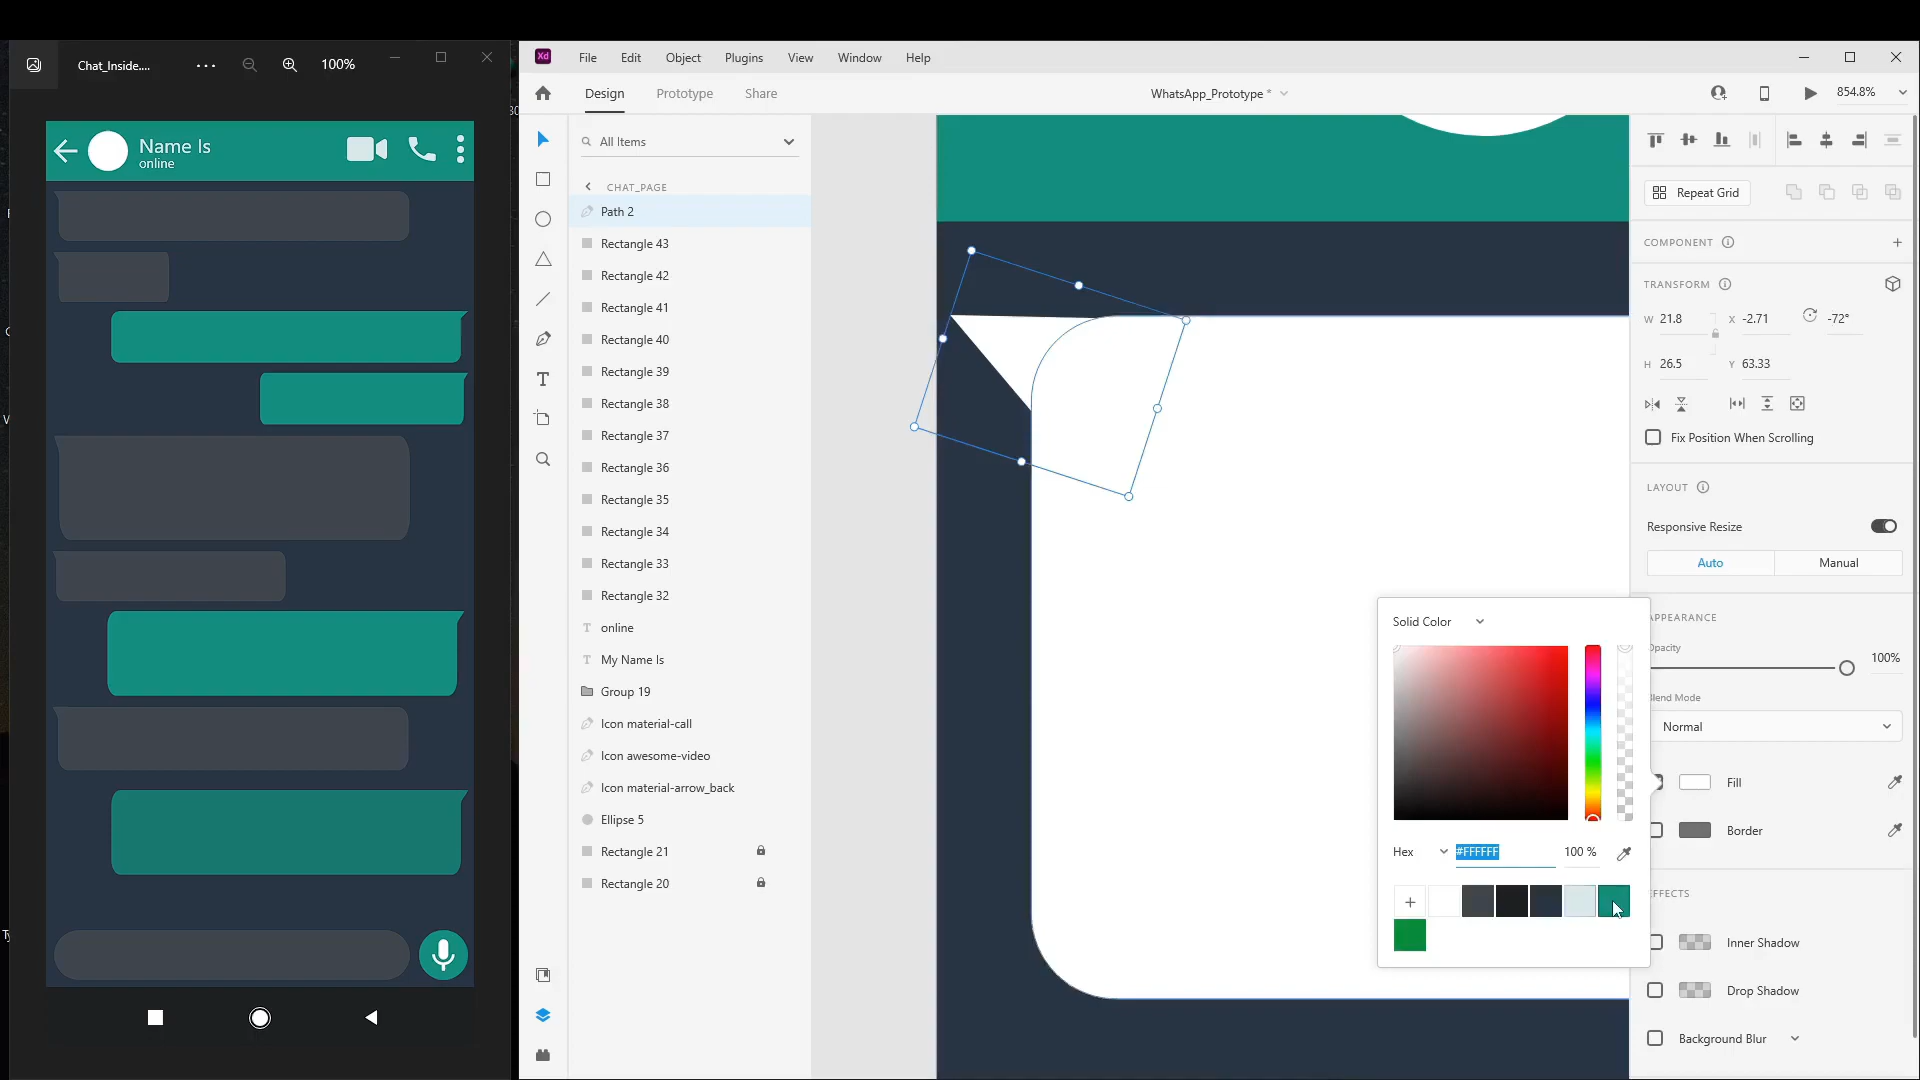 Chat_Inside....
100%
Name Is
online
File
Edit
Object
Plugins
View
Window
Help
Design
Prototype
Share
WhatsApp_Prototype *
854.8%
All Items
CHAT_PAGE
Path 2
Rectangle 43
Rectangle 42
Rectangle 41
Rectangle 40
Rectangle 39
Rectangle 38
Rectangle 37
Rectangle 36
Rectangle 35
Rectangle 34
Rectangle 33
Rectangle 32
T online
T My Name Is
Group 19
Icon material-call
Icon awesome-video
Icon material-arrow_back
Ellipse 5
Rectangle 21
Rectangle 20
Repeat Grid
COMPONENT
TRANSFORM
W 21.8
X -2.71
-72°
H 26.5
Y 63.33
Fix Position When Scrolling
LAYOUT
Responsive Resize
Auto
Manual
APPEARANCE
Opacity
100%
Blend Mode
Normal
Fill
Border
EFFECTS
Inner Shadow
Drop Shadow
Background Blur
Solid Color
Hex
#FFFFFF
100 %